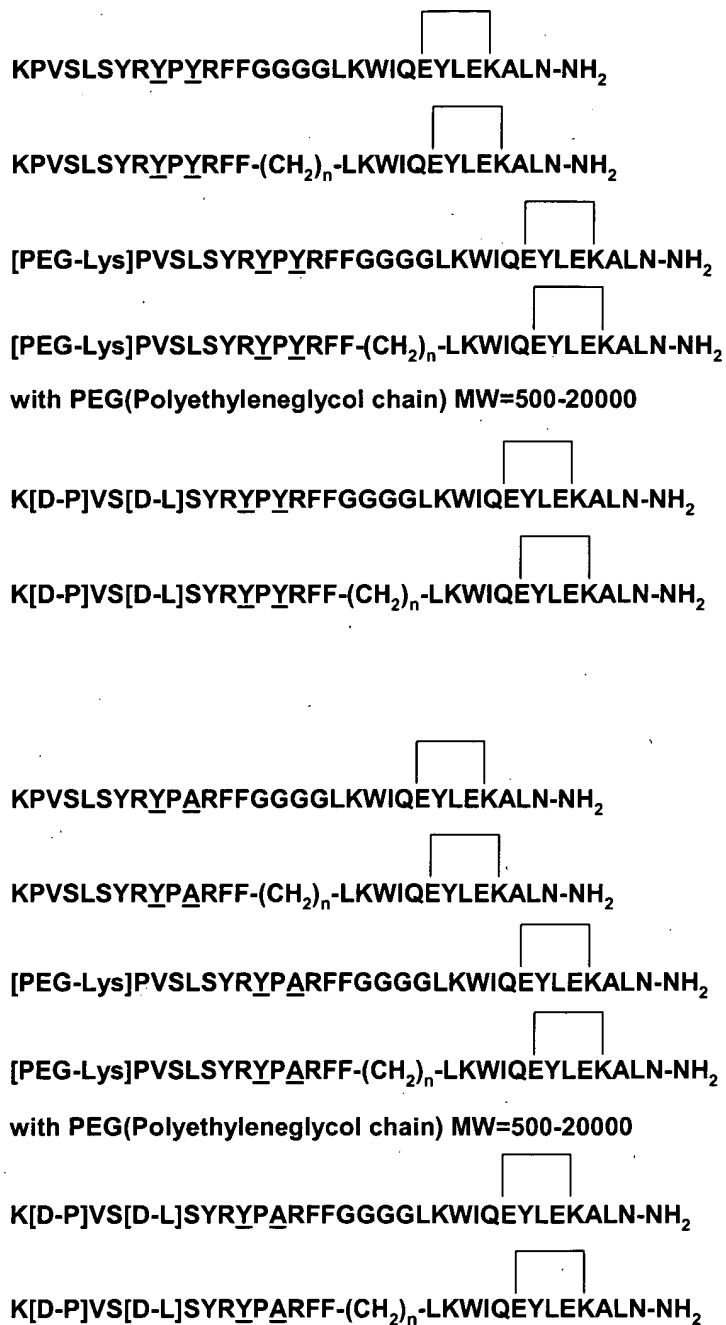 KPVSLSYRYPYRFFGGGGLKWIQEYLEKALN-NH₂
KPVSLSYRYPYRFF-(CH₂)ₙ-LKWIQEYLEKALN-NH₂
[PEG-Lys]PVSLSYRYPYRFFGGGGLKWIQEYLEKALN-NH₂
[PEG-Lys]PVSLSYRYPYRFF-(CH₂)ₙ-LKWIQEYLEKALN-NH₂
with PEG(Polyethyleneglycol chain) MW=500-20000
K[D-P]VS[D-L]SYRYPYRFFGGGGLKWIQEYLEKALN-NH₂
K[D-P]VS[D-L]SYRYPYRFF-(CH₂)ₙ-LKWIQEYLEKALN-NH₂
KPVSLSYRYPARFFGGGGLKWIQEYLEKALN-NH₂
KPVSLSYRYPARFF-(CH₂)ₙ-LKWIQEYLEKALN-NH₂
[PEG-Lys]PVSLSYRYPARFFGGGGLKWIQEYLEKALN-NH₂
[PEG-Lys]PVSLSYRYPARFF-(CH₂)ₙ-LKWIQEYLEKALN-NH₂
with PEG(Polyethyleneglycol chain) MW=500-20000
K[D-P]VS[D-L]SYRYPARFFGGGGLKWIQEYLEKALN-NH₂
K[D-P]VS[D-L]SYRYPARFF-(CH₂)ₙ-LKWIQEYLEKALN-NH₂